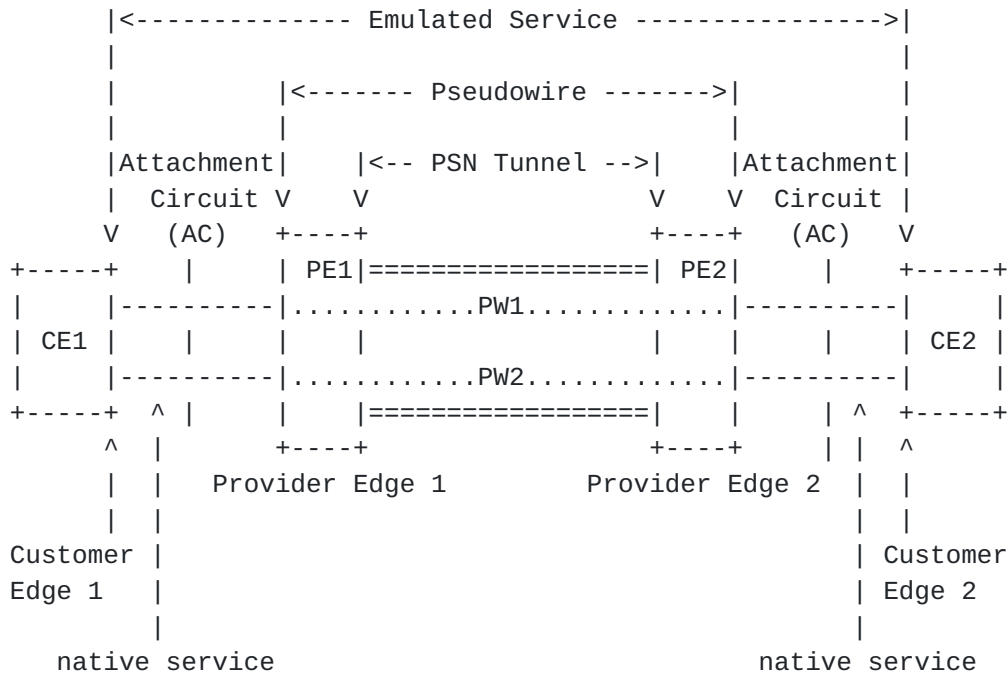 |<-------------- Emulated Service ---------------->|
|                                                  |
|          |<------- Pseudowire ------->|          |
|          |                            |          |
|Attachment|    |<-- PSN Tunnel -->|    |Attachment|
|  Circuit V    V                  V    V  Circuit |
V   (AC)   +----+                  +----+   (AC)   V
+-----+    |     | PE1|==================| PE2|     |    +-----+
|     |----------|............PW1.............|----------|     |
| CE1 |    |     |    |                  |    |     |    | CE2 |
|     |----------|............PW2.............|----------|     |
+-----+  ^ |     |    |==================|    |     | ^  +-----+
^  |       +----+                  +----+     | |  ^
|  |   Provider Edge 1         Provider Edge 2  |  |
|  |                                            |  |
Customer |                                            | Customer
Edge 1   |                                            | Edge 2
|                                            |
native service                               native service